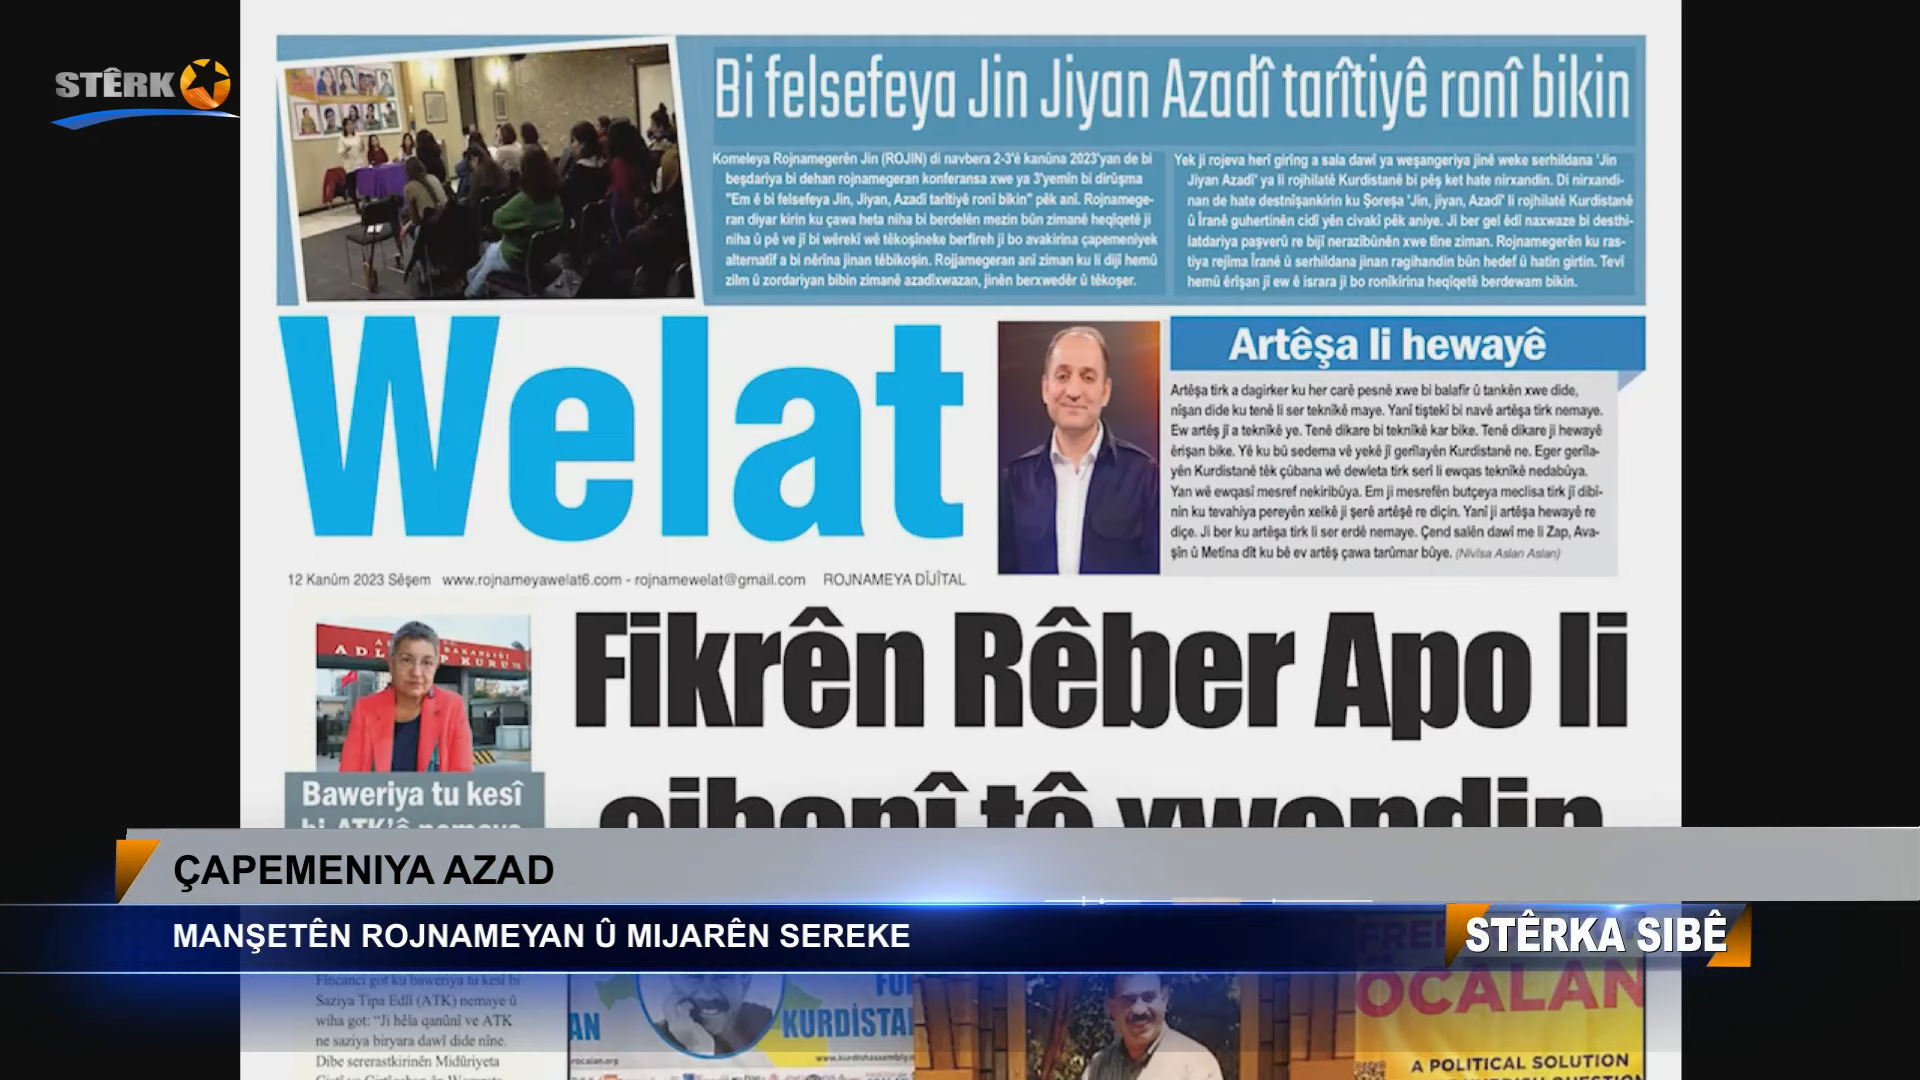 STÊRK
Bi felsefeya Jin Jiyan Azadî tarîtiyê ronî bikin
Komeleya Rojnamegerên Jin (ROJIN) di navbera 2-3'ê kanûna 2023'yan de bi
beşdariya bi dehan rojnamegeran konferansa xwe ya 3'yemîn bi dirûşma
"Em ê bi felsefeya Jin, Jiyan, Azadî tarîtiyê ronî bikin" pêk anî. Rojnamege-
ran diyar kirin ku çawa heta niha bi berdelên mezin bûn zimanê heqîqetê ji
niha û pê ve jî bi wêrekî wê têkoşîneke berfireh ji bo avakirina çapemeniyek
alternatîf a bi nêrîna jinan têbikoşin. Rojjamegeran anî ziman ku li dijî hemû
zilm û zordariyan bibin zimanê azadîxwazan, jinên berxwedêr û têkoşer.
Yek ji rojeva herî giring a sala dawî ya weşangeriya jinê weke serhildana 'Jin
Jiyan Azadî' ya li rojhilatê Kurdistanê bi pêş ket hate nirxandin. Di nirxandi-
nan de hate destnîşankirin ku Şoreşa 'Jin, jiyan, Azadî' li rojhilatê Kurdistanê
û Îranê guhertinên cidî yên civakî pêk aniye. Ji ber gel êdî naxwaze bi desthi-
latdariya paşverû re bijî nerazîbûnên xwe tîne ziman. Rojnamegerên ku ras-
tiya rejîma Îranê û serhildana jinan ragihandin bûn hedef û hatin girtin. Tevî
hemû êrîşan jî ew ê israra ji bo ronîkirina heqîqetê berdewam bikin.
Welat
Artêşa li hewayê
Artêşa tirk a dagirker ku her carê pesnê xwe bi balafir û tankên xwe dide,
nîşan dide ku tenê li ser teknîkê maye. Yanî tiştekî bi navê artêşa tirk nemaye.
Ew artêş jî a teknîkê ye. Tenê dikare bi teknîkê kar bike. Tenê dikare ji hewayê
êrîşan bike. Yê ku bû sedema vê yekê jî gerîlayên Kurdistanê ne. Eger gerîla-
yên Kurdistanê têk çûbana wê dewleta tirk serî li ewqas teknîkê nedabûya.
Yan wê ewqasî mesref nekiribûya. Em ji mesrefên butçeya meclisa tirk jî dibî-
nin ku tevahiya pereyên xelkê ji şerê artêşê re diçin. Yanî ji artêşa hewayê re
diçe. Ji ber ku artêşa tirk li ser erdê nemaye. Çend salên dawî me li Zap, Ava-
şîn û Metîna dît ku bê ev artêş çawa tarûmar bûye. (Nivîsa Aslan Aslan)
12 Kanûm 2023 Sêşem www.rojnameyawelat6.com - rojnamewelat@gmail.com ROJNAMEYA DÎJÎTAL
Fikrên Rêber Apo li
cihanî tê xwendin
Baweriya tu kesî
bi ATK'ê nemaye
ÇAPEMENIYA AZAD
MANŞETÊN ROJNAMEYAN Û MIJARÊN SEREKE
STÊRKA SIBÊ
Fincanci got ku baweriya tu kesî bi
Saziya Tipa Edlî (ATK) nemaye û
wiha got: "Ji hêla qanûnî ve ATK
ne saziya biryara dawî dide nîne.
Dibe sererastkirinên Midûriyeta
KURDİSTAN
ÖCALAN
A POLITICAL SOLUTION